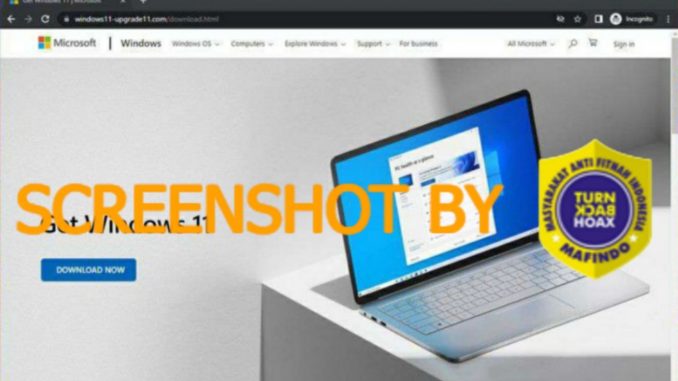 Get Windows 11 | Microsoft
windows11-upgrade11.com/download.html
Incognito
Microsoft Windows Windows OS Computers Explore Windows Support For business All Microsoft Sign in
PC health at a glance
SCREENSHOT BY
Get Windows 11
DOWNLOAD NOW
MASYARAKAT ANTI FITNAH INDONESIA
TURN
BACK
HOAX
MAFINDO